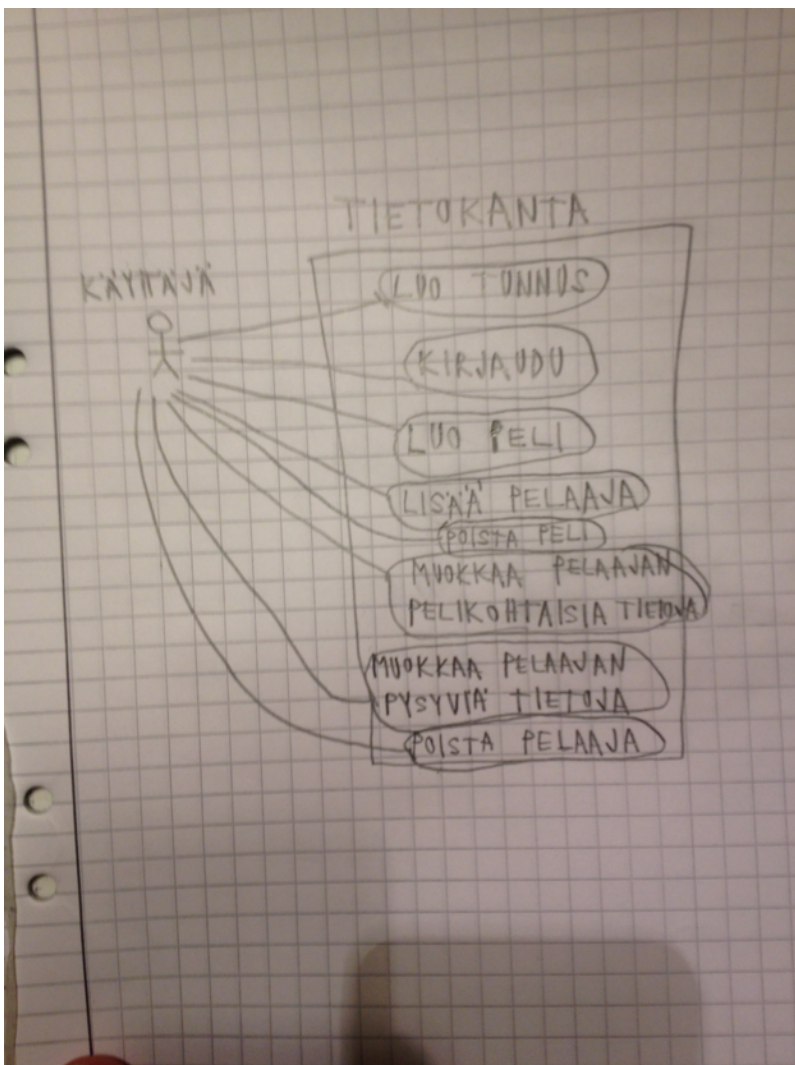 TIETOKANTA
KÄYTTÄJÄ
LUO TUNNUS
KIRJAUDU
LUO PELI
LISÄÄ PELAAJA
POISTA PELI
MUOKKAA PELAAJAN
PELIKOHTAISIA TIETOJA
MUOKKAA PELAAJAN
PYSYVIÄ TIETOJA
POISTA PELAAJA